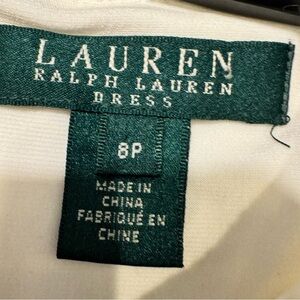 LAUREN
RALPH LAUREN
DRESS
8P
MADE IN
CHINA
FABRIQUÉ EN
CHINE